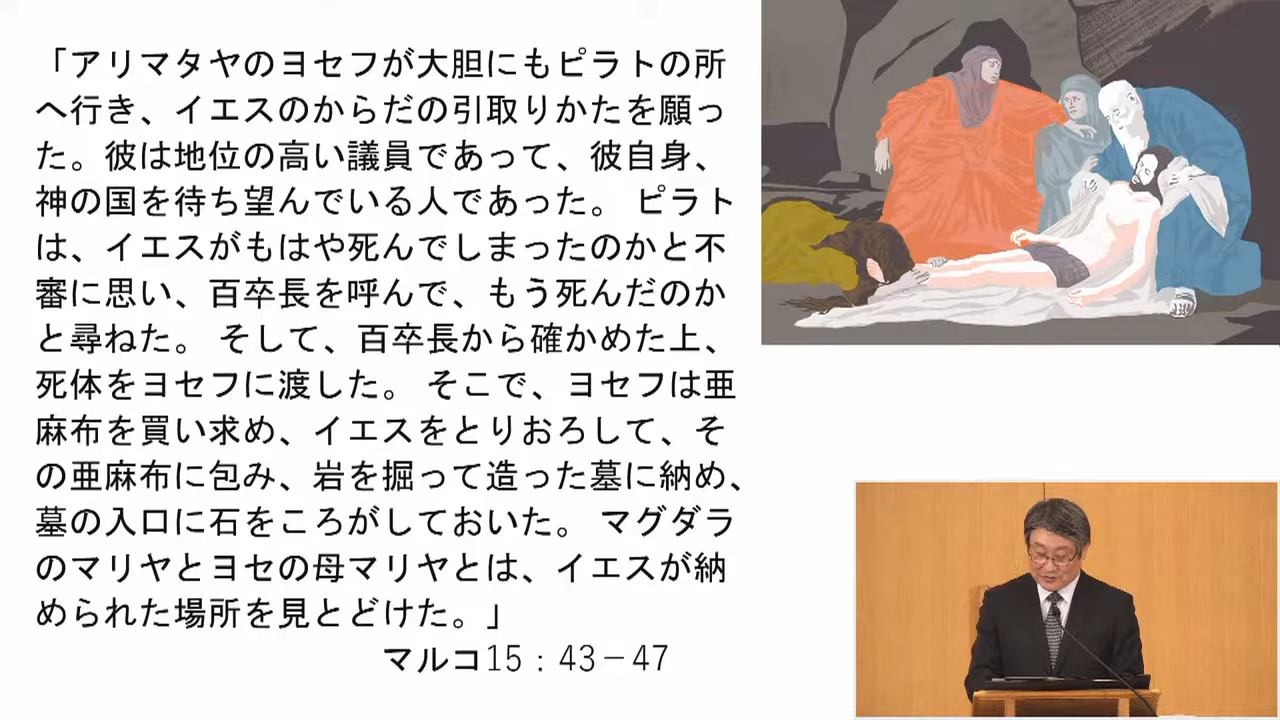 「アリマタヤのヨセフが大胆にもピラトの所
へ行き、イエスのからだの引取りかたを願っ
た。彼は地位の高い議員であって、彼自身、
神の国を待ち望んでいる人であった。 ピラト
は、イエスがもはや死んでしまったのかと不
審に思い、百卒長を呼んで、もう死んだのか
と尋ねた。 そして、百卒長から確かめた上、
死体をヨセフに渡した。 そこで、ヨセフは亜
麻布を買い求め、イエスをとりおろして、そ
の亜麻布に包み、岩を掘って造った墓に納め、
墓の入口に石をころがしておいた。 マグダラ
のマリヤとヨセの母マリヤとは、イエスが納
められた場所を見とどけた。」
マルコ15：43－47